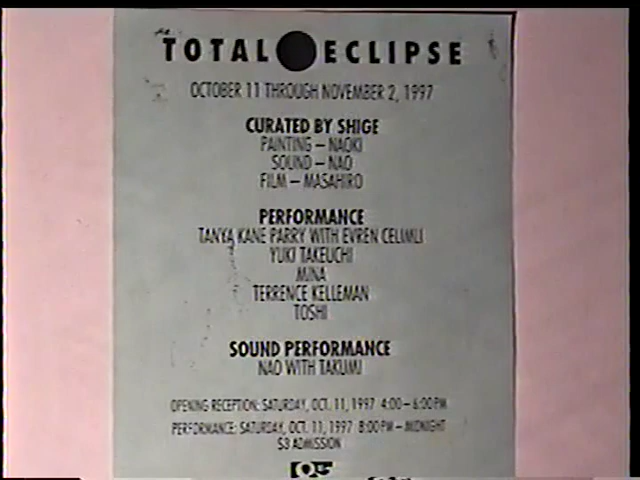 TOTAL ECLIPSE
OCTOBER 11 THROUGH NOVEMBER 2, 1997
CURATED BY SHIGE
PAINTING – NAOKI
SOUND – NAO
FILM – MASAHIRO
PERFORMANCE
TANYA KANE PARRY WITH EVREN CELIMLI
YUKI TAKEUCHI
MINA
TERRENCE KELLEMAN
TOSHI
SOUND PERFORMANCE
NAO WITH TAKUMI
OPENING RECEPTION: SATURDAY, OCT. 11, 1997 4:00 – 6:00 PM
PERFORMANCE: SATURDAY, OCT. 11, 1997 8:00 PM – MIDNIGHT
$3 ADMISSION